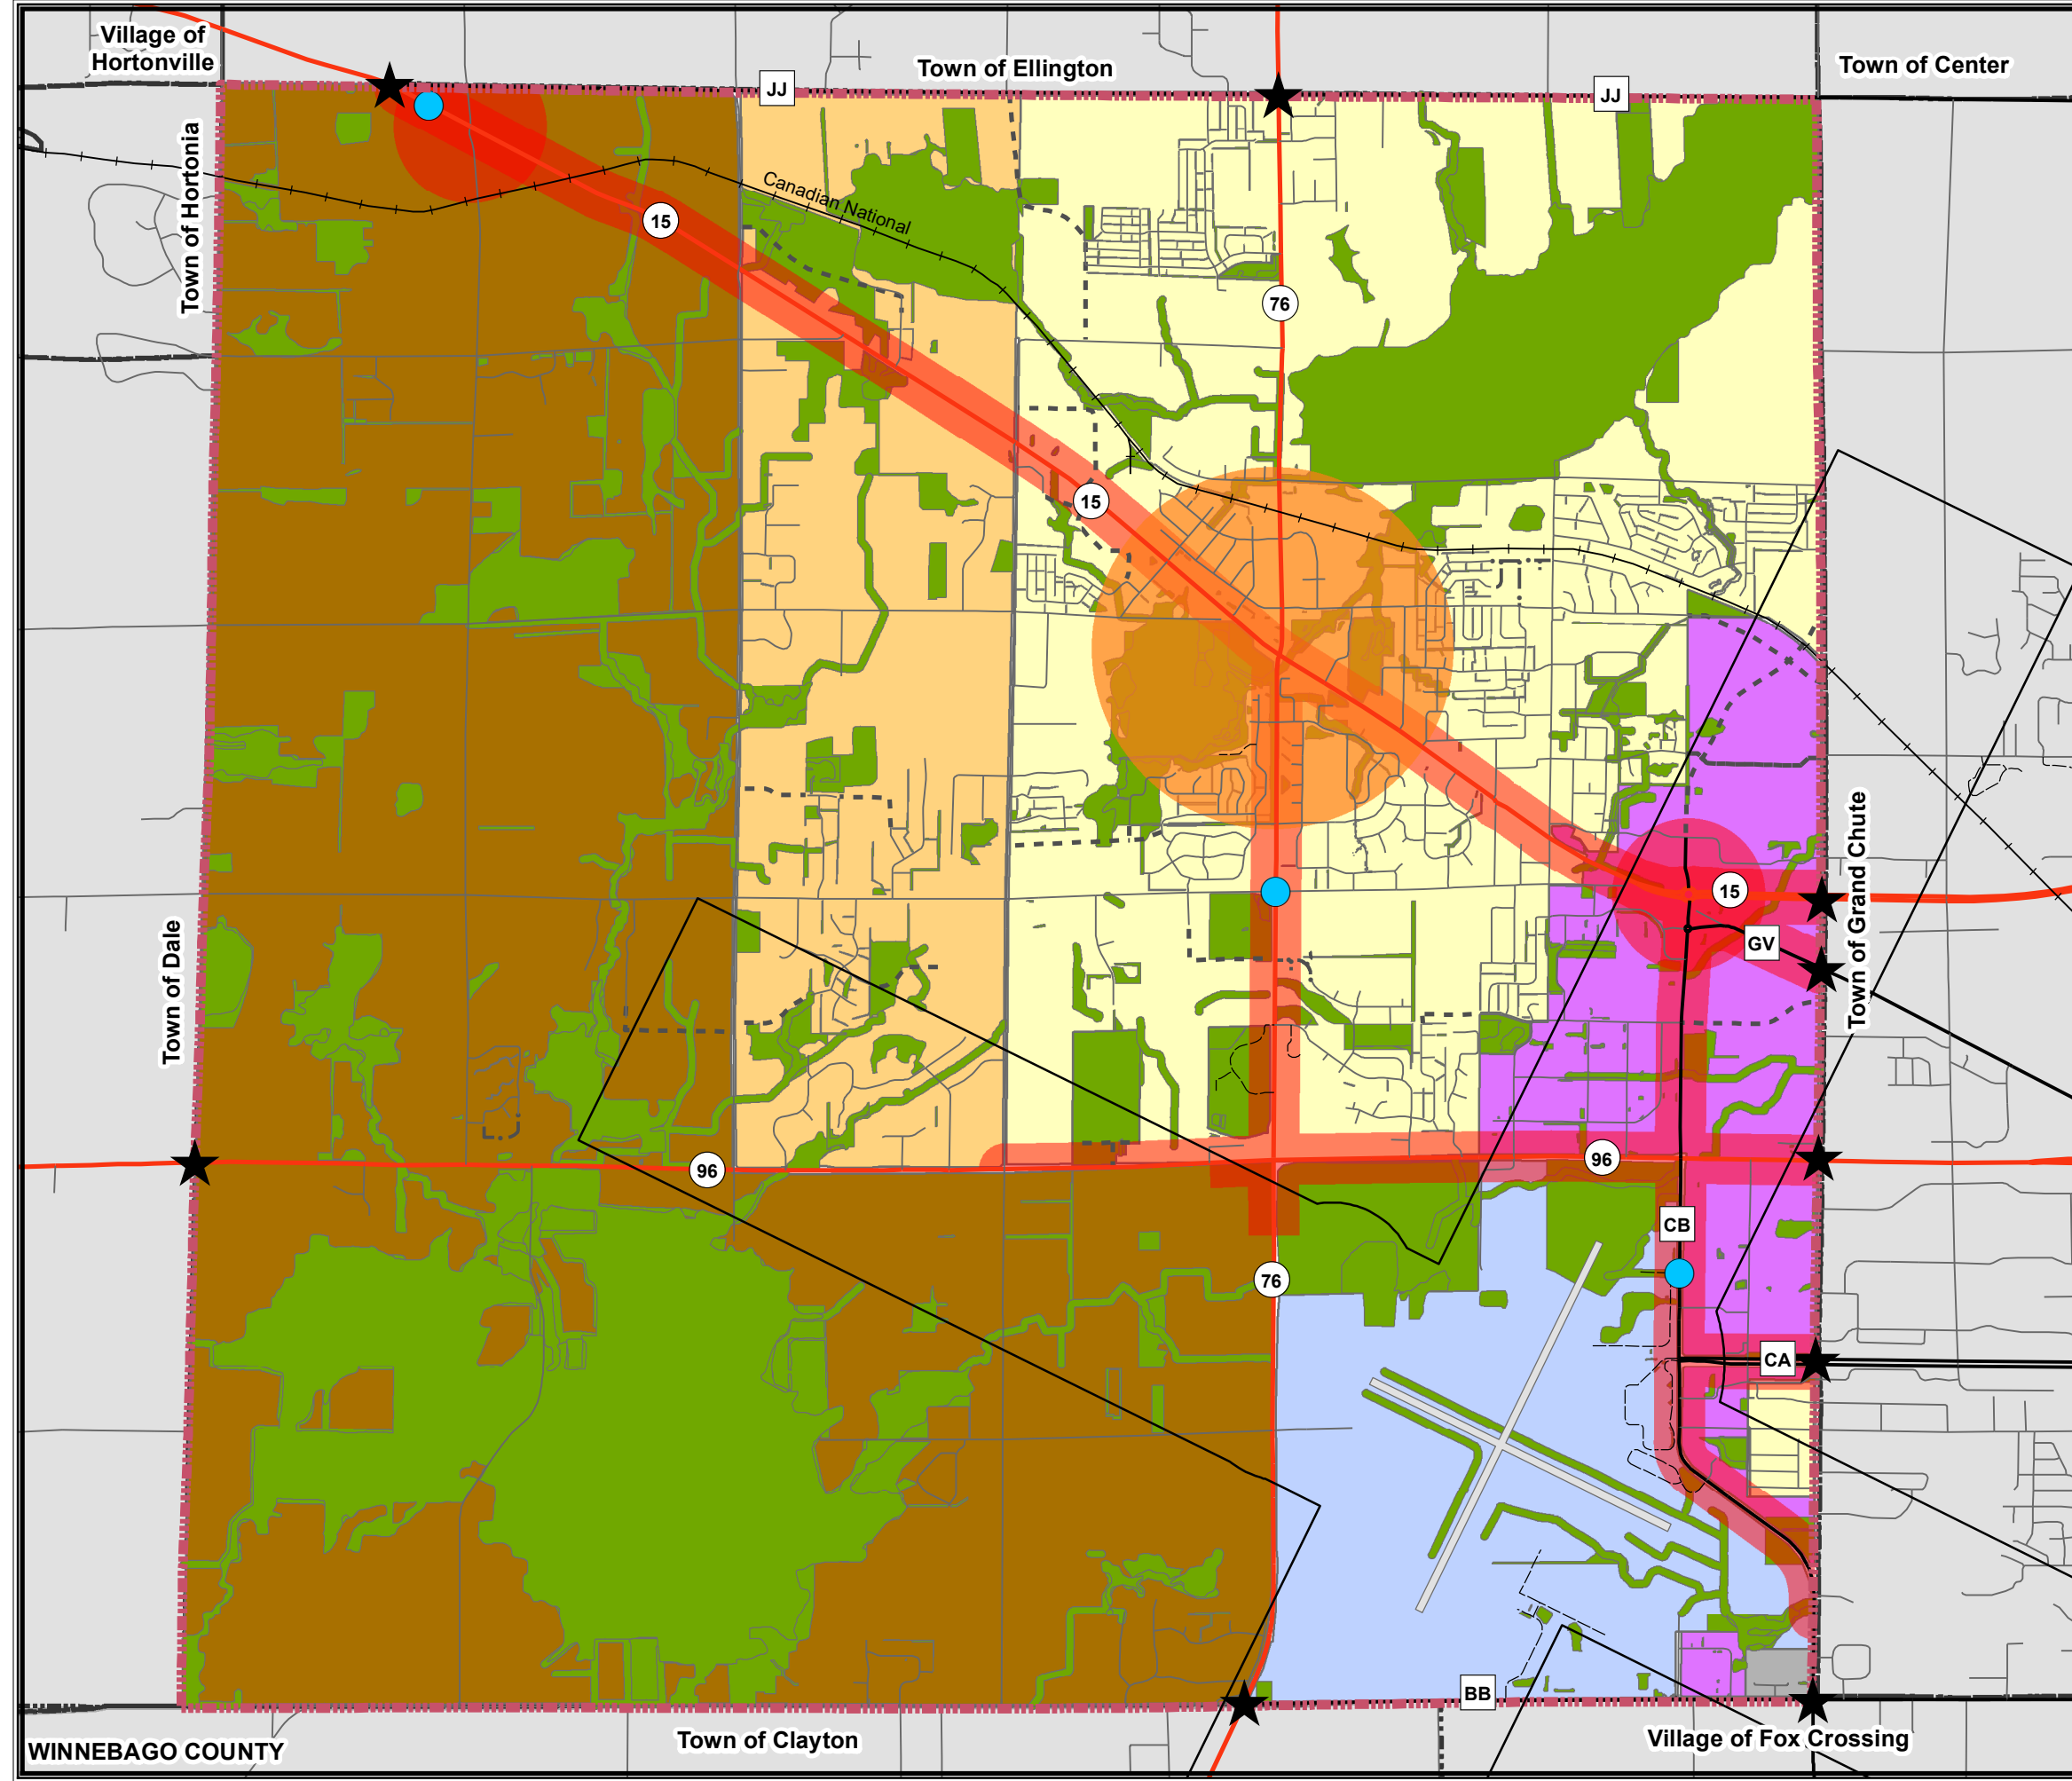 Village of
Hortonville
Town of Ellington
Town of Center
JJ
JJ
Town of Hortonia
Canadian National
15
76
15
Town of Dale
15
GV
Town of Grand Chute
96
96
CB
76
CA
BB
Town of Clayton
Village of Fox Crossing
WINNEBAGO COUNTY